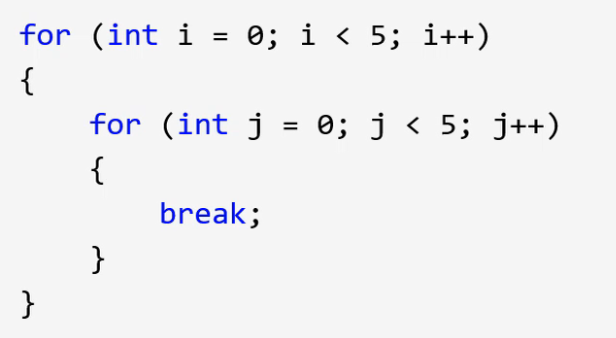 for (int i = 0; i < 5; i++)
{
    for (int j = 0; j < 5; j++)
    {
        break;
    }
}